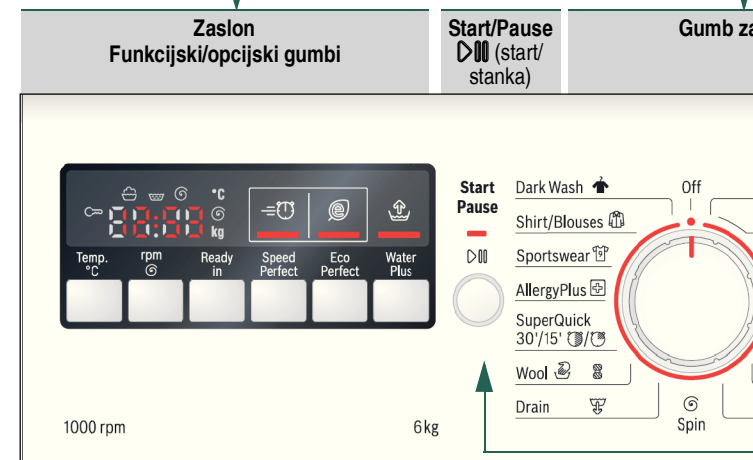 Zaslon
Funkcijski/opcijski gumbi
Start/Pause
(start/
stanka)
Gumb za
°C
kg
Temp.
°C
rpm
Ready
in
Speed
Perfect
Eco
Perfect
Water
Plus
Start
Pause
Dark Wash
Shirt/Blouses
Sportswear
AllergyPlus
SuperQuick
30'/15'
Wool
Drain
Off
Spin
1000 rpm
6 kg